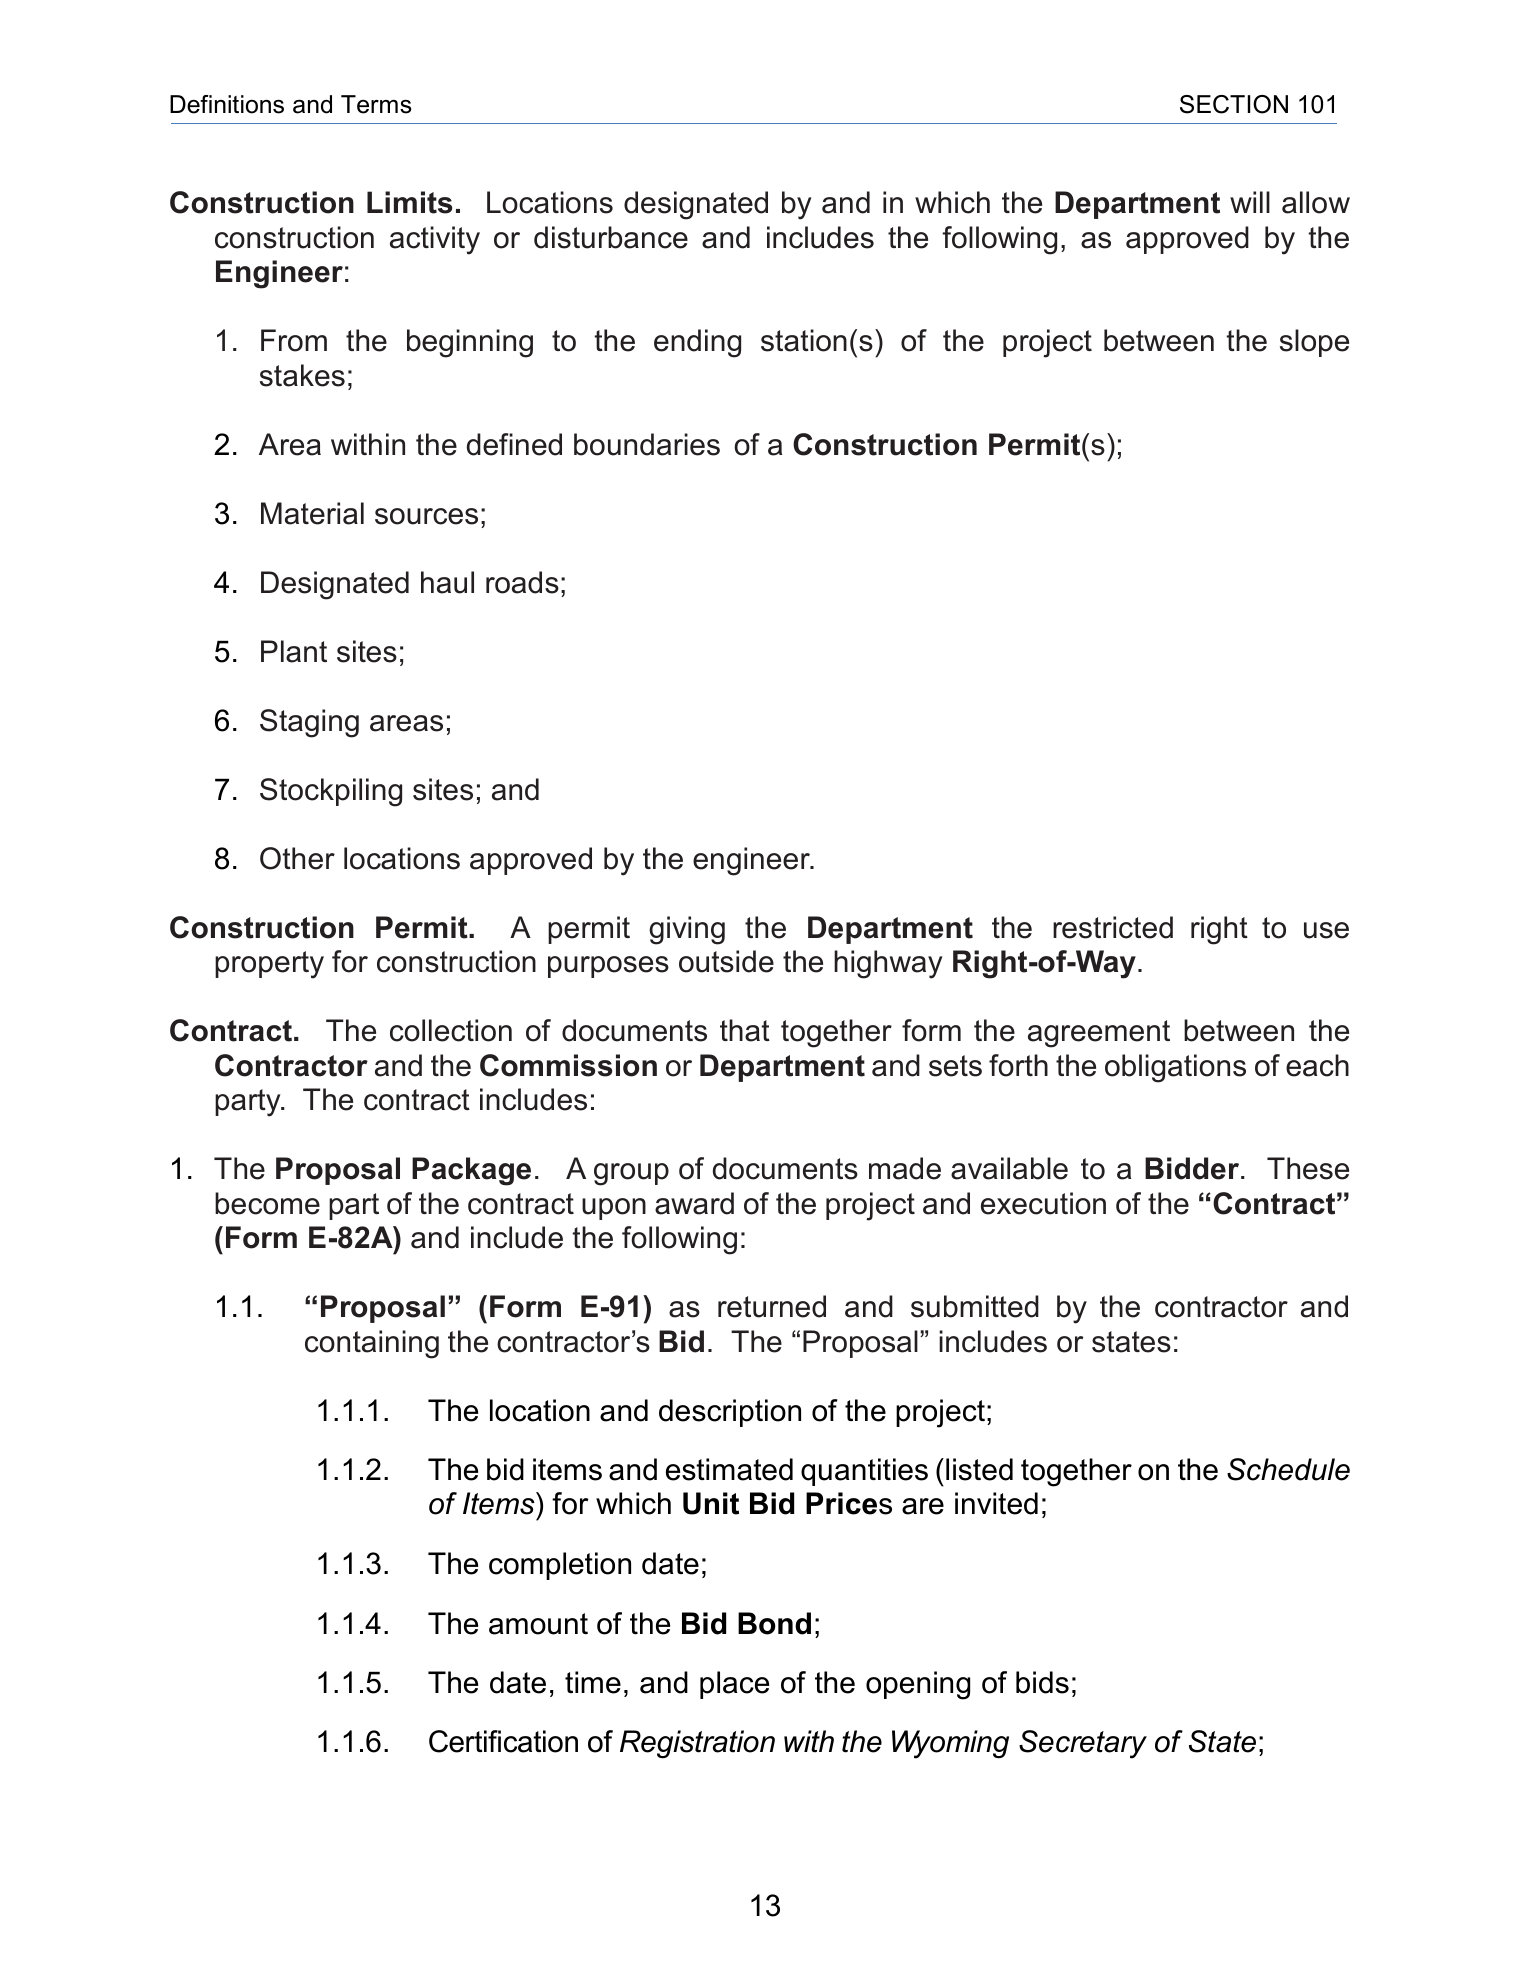 Definitions and Terms SECTION 101
Construction Limits. Locations designated by and in which the Department will allow
construction activity or disturbance and includes the following, as approved by the
Engineer:
1. From the beginning to the ending station(s) of the project between the slope
stakes;
2. Area within the defined boundaries of a Construction Permit(s);
3. Material sources;
4. Designated haul roads;
5. Plant sites;
6. Staging areas;
7. Stockpiling sites; and
8. Other locations approved by the engineer.
Construction Permit. A permit giving the Department the restricted right to use
property for construction purposes outside the highway Right-of-Way.
Contract. The collection of documents that together form the agreement between the
Contractor and the Commission or Department and sets forth the obligations of each
party. The contract includes:
1. The Proposal Package. A group of documents made available to a Bidder. These
become part of the contract upon award of the project and execution of the “Contract”
(Form E-82A) and include the following:
1.1. “Proposal” (Form E-91) as returned and submitted by the contractor and
containing the contractor’s Bid. The “Proposal” includes or states:
1.1.1. The location and description of the project;
1.1.2. The bid items and estimated quantities (listed together on the Schedule
of Items) for which Unit Bid Prices are invited;
1.1.3. The completion date;
1.1.4. The amount of the Bid Bond;
1.1.5. The date, time, and place of the opening of bids;
1.1.6. Certification of Registration with the Wyoming Secretary of State;
13